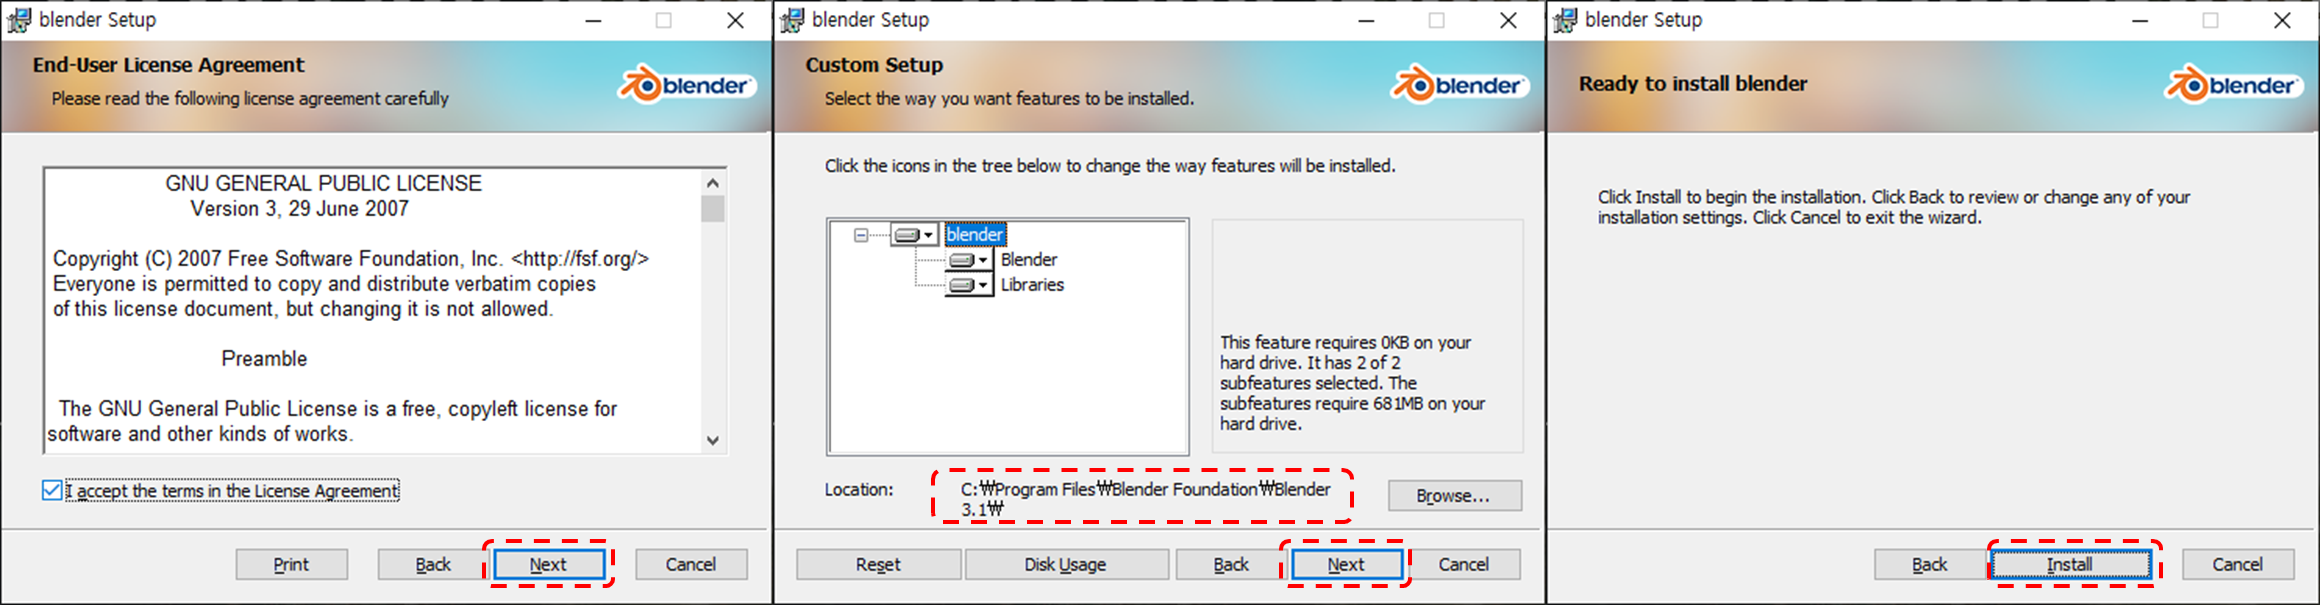 blender Setup
End-User License Agreement
Please read the following license agreement carefully
blender
GNU GENERAL PUBLIC LICENSE
Version 3, 29 June 2007
Copyright (C) 2007 Free Software Foundation, Inc. <http://fsf.org/>
Everyone is permitted to copy and distribute verbatim copies
of this license document, but changing it is not allowed.
Preamble
The GNU General Public License is a free, copyleft license for
software and other kinds of works.
I accept the terms in the License Agreement
Print Back Next Cancel
blender Setup
Custom Setup
Select the way you want features to be installed.
blender
Click the icons in the tree below to change the way features will be installed.
blender
Blender
Libraries
This feature requires 0KB on your
hard drive. It has 2 of 2
subfeatures selected. The
subfeatures require 681MB on your
hard drive.
Location: C:₩Program Files₩Blender Foundation₩Blender
3.1₩
Browse...
Reset Disk Usage Back Next Cancel
blender Setup
Ready to install blender
blender
Click Install to begin the installation. Click Back to review or change any of your
installation settings. Click Cancel to exit the wizard.
Back Install Cancel